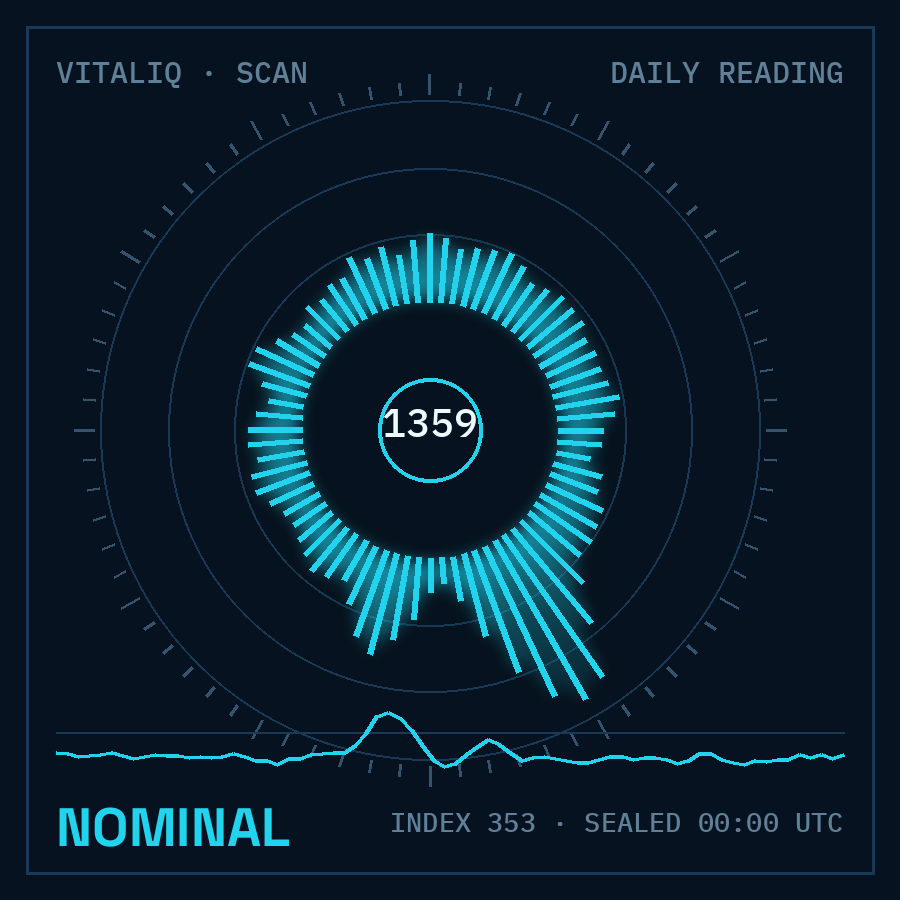 VITALIQ · SCAN
DAILY READING
1359
NOMINAL
INDEX 353 · SEALED 00:00 UTC